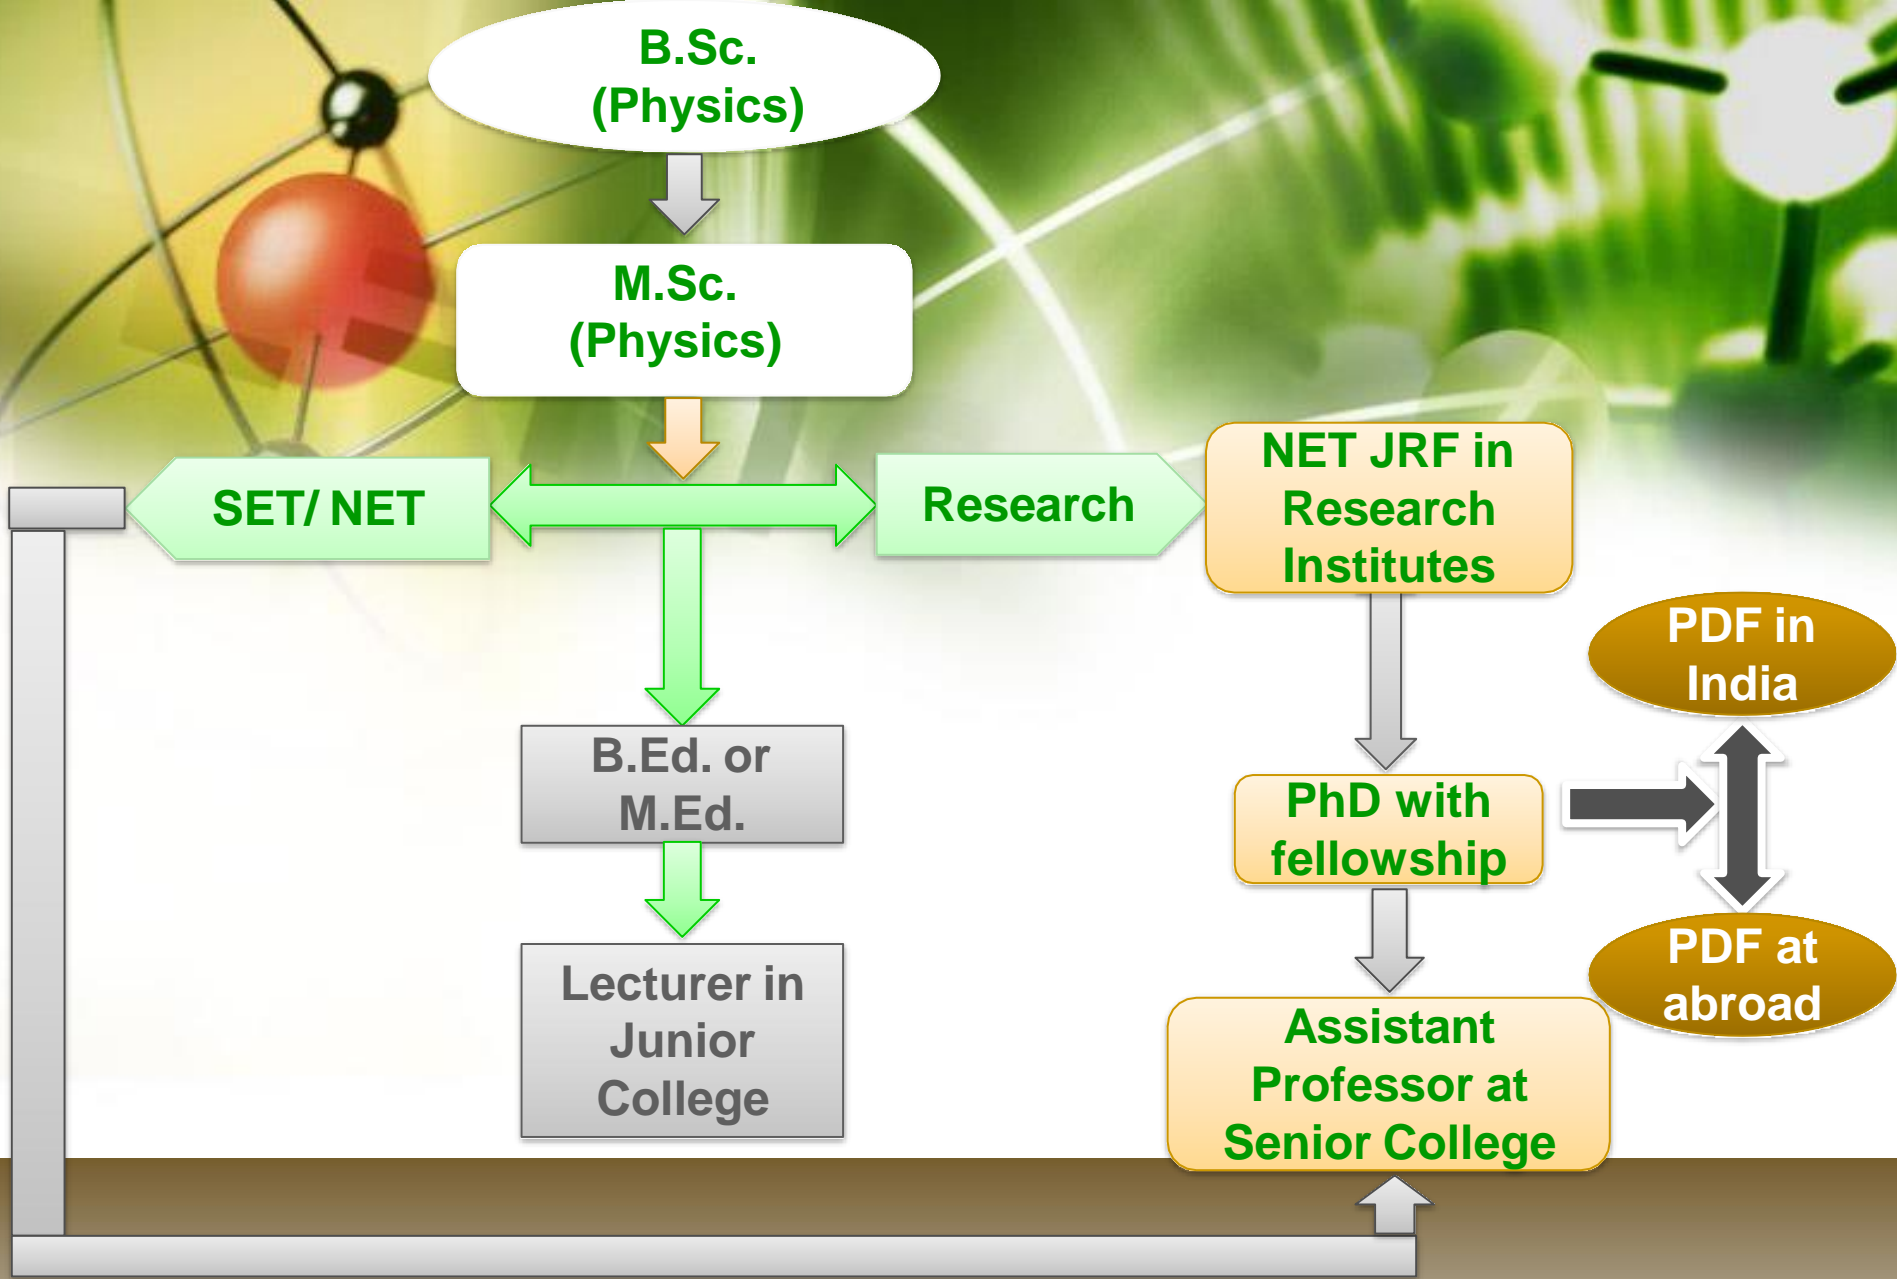 B.Sc.
(Physics)
M.Sc.
(Physics)
SET/ NET
Research
NET JRF in
Research
Institutes
B.Ed. or
M.Ed.
Lecturer in
Junior
College
PhD with
fellowship
PDF in
India
PDF at
abroad
Assistant
Professor at
Senior College